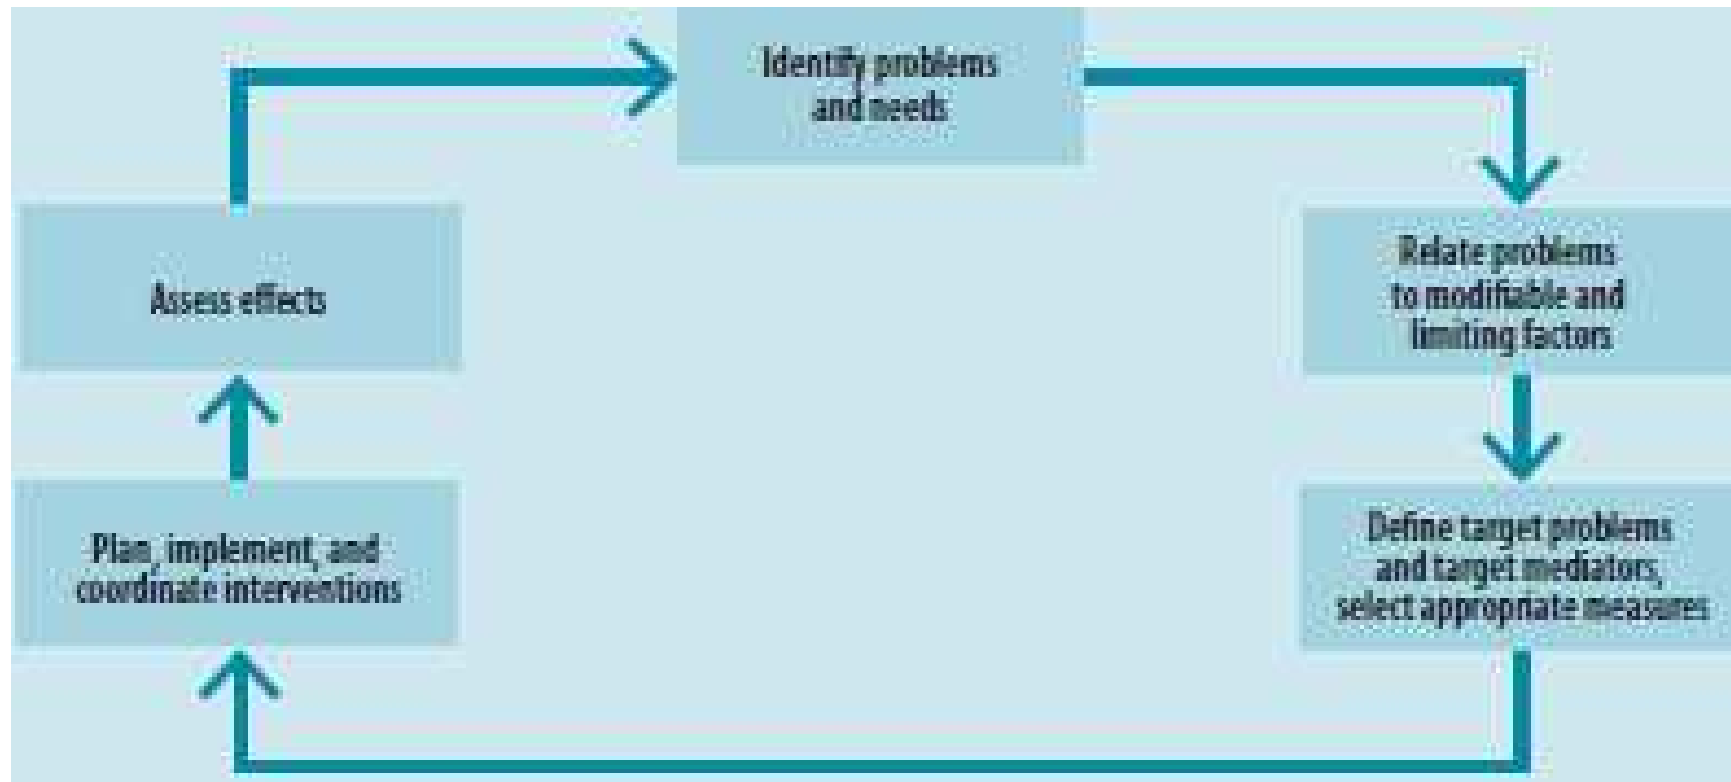 Identify problems
and needs
Relate problems
to modifiable and
limiting factors
Define target problems
and target mediators,
select appropriate measures
Plan, implement, and
coordinate interventions
Assess effects